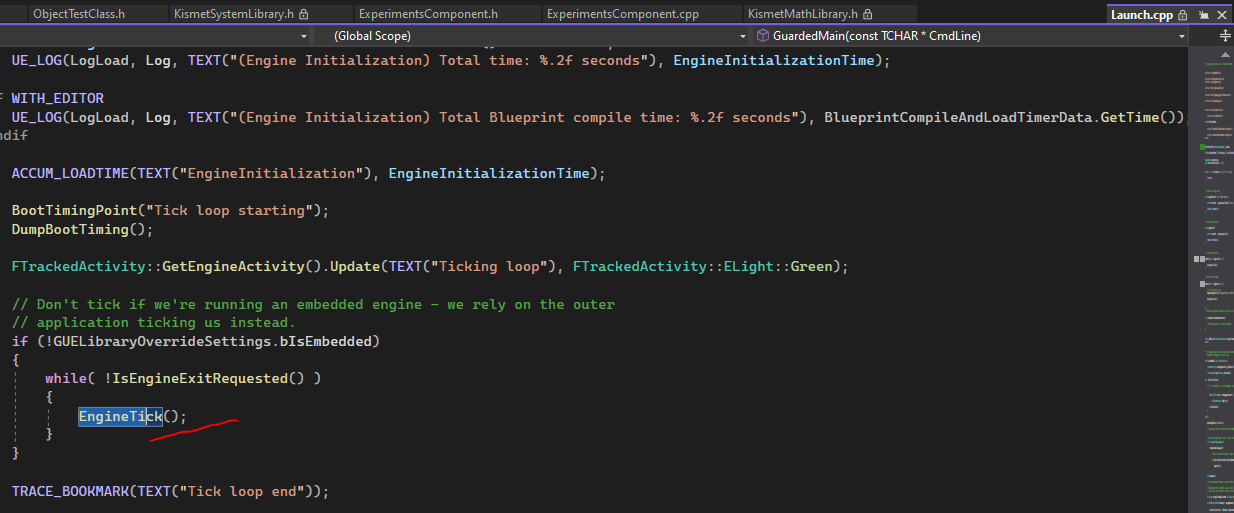 ObjectTestClass.h KismetSystemLibrary.h ExperimentsComponent.h ExperimentsComponent.cpp KismetMathLibrary.h Launch.cpp
(Global Scope) GuardedMain(const TCHAR * CmdLine)
UE_LOG(LogLoad, Log, TEXT("(Engine Initialization) Total time: %.2f seconds"), EngineInitializationTime);
f WITH_EDITOR
UE_LOG(LogLoad, Log, TEXT("(Engine Initialization) Total Blueprint compile time: %.2f seconds"), BlueprintCompileAndLoadTimerData.GetTime());
ndif
ACCUM_LOADTIME(TEXT("EngineInitialization"), EngineInitializationTime);
BootTimingPoint("Tick loop starting");
DumpBootTiming();
FTrackedActivity::GetEngineActivity().Update(TEXT("Ticking loop"), FTrackedActivity::ELight::Green);
// Don't tick if we're running an embedded engine - we rely on the outer
// application ticking us instead.
if (!GUELibraryOverrideSettings.bIsEmbedded)
{
while( !IsEngineExitRequested() )
{
EngineTick();
}
}
TRACE_BOOKMARK(TEXT("Tick loop end"));